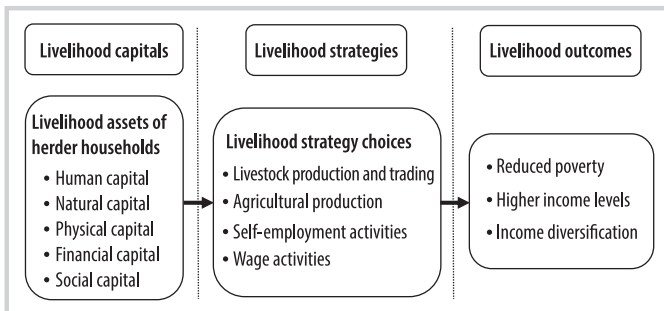 Livelihood capitals
Livelihood strategies
Livelihood outcomes
Livelihood assets of
herder households
• Human capital
• Natural capital
• Physical capital
• Financial capital
• Social capital
Livelihood strategy choices
• Livestock production and trading
• Agricultural production
• Self-employment activities
• Wage activities
• Reduced poverty
• Higher income levels
• Income diversification